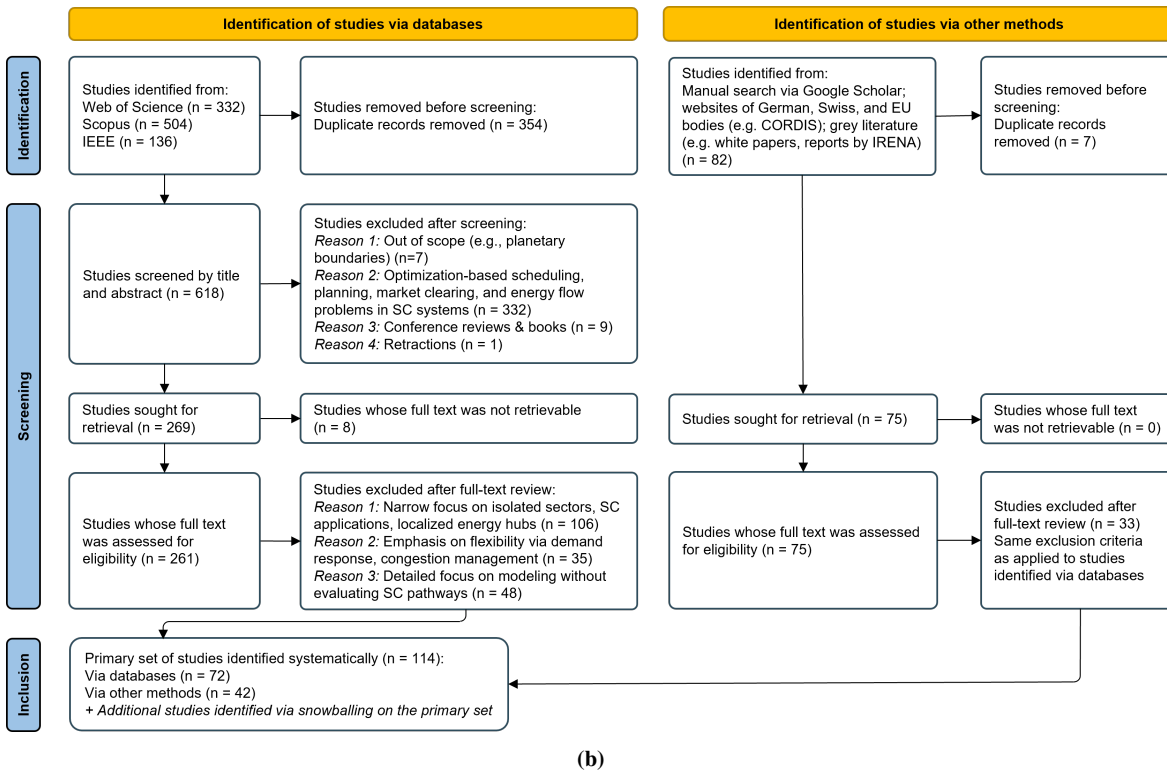 Identification of studies via databases
Identification of studies via other methods
Identification
Studies identified from:
Web of Science (n = 332)
Scopus (n = 504)
IEEE (n = 136)
Studies removed before screening:
Duplicate records removed (n = 354)
Studies identified from:
Manual search via Google Scholar;
websites of German, Swiss, and EU
bodies (e.g. CORDIS); grey literature
(e.g. white papers, reports by IRENA)
(n = 82)
Studies removed before
screening:
Duplicate records
removed (n = 7)
Screening
Studies screened by title
and abstract (n = 618)
Studies excluded after screening:
Reason 1: Out of scope (e.g., planetary
boundaries) (n=7)
Reason 2: Optimization-based scheduling,
planning, market clearing, and energy flow
problems in SC systems (n = 332)
Reason 3: Conference reviews & books (n = 9)
Reason 4: Retractions (n = 1)
Studies sought for
retrieval (n = 269)
Studies whose full text was not retrievable
(n = 8)
Studies sought for retrieval (n = 75)
Studies whose full text
was not retrievable (n = 0)
Studies whose full text
was assessed for
eligibility (n = 261)
Studies excluded after full-text review:
Reason 1: Narrow focus on isolated sectors, SC
applications, localized energy hubs (n = 106)
Reason 2: Emphasis on flexibility via demand
response, congestion management (n = 35)
Reason 3: Detailed focus on modeling without
evaluating SC pathways (n = 48)
Studies whose full text was assessed
for eligibility (n = 75)
Studies excluded after
full-text review (n = 33)
Same exclusion criteria
as applied to studies
identified via databases
Inclusion
Primary set of studies identified systematically (n = 114):
Via databases (n = 72)
Via other methods (n = 42)
+ Additional studies identified via snowballing on the primary set
(b)